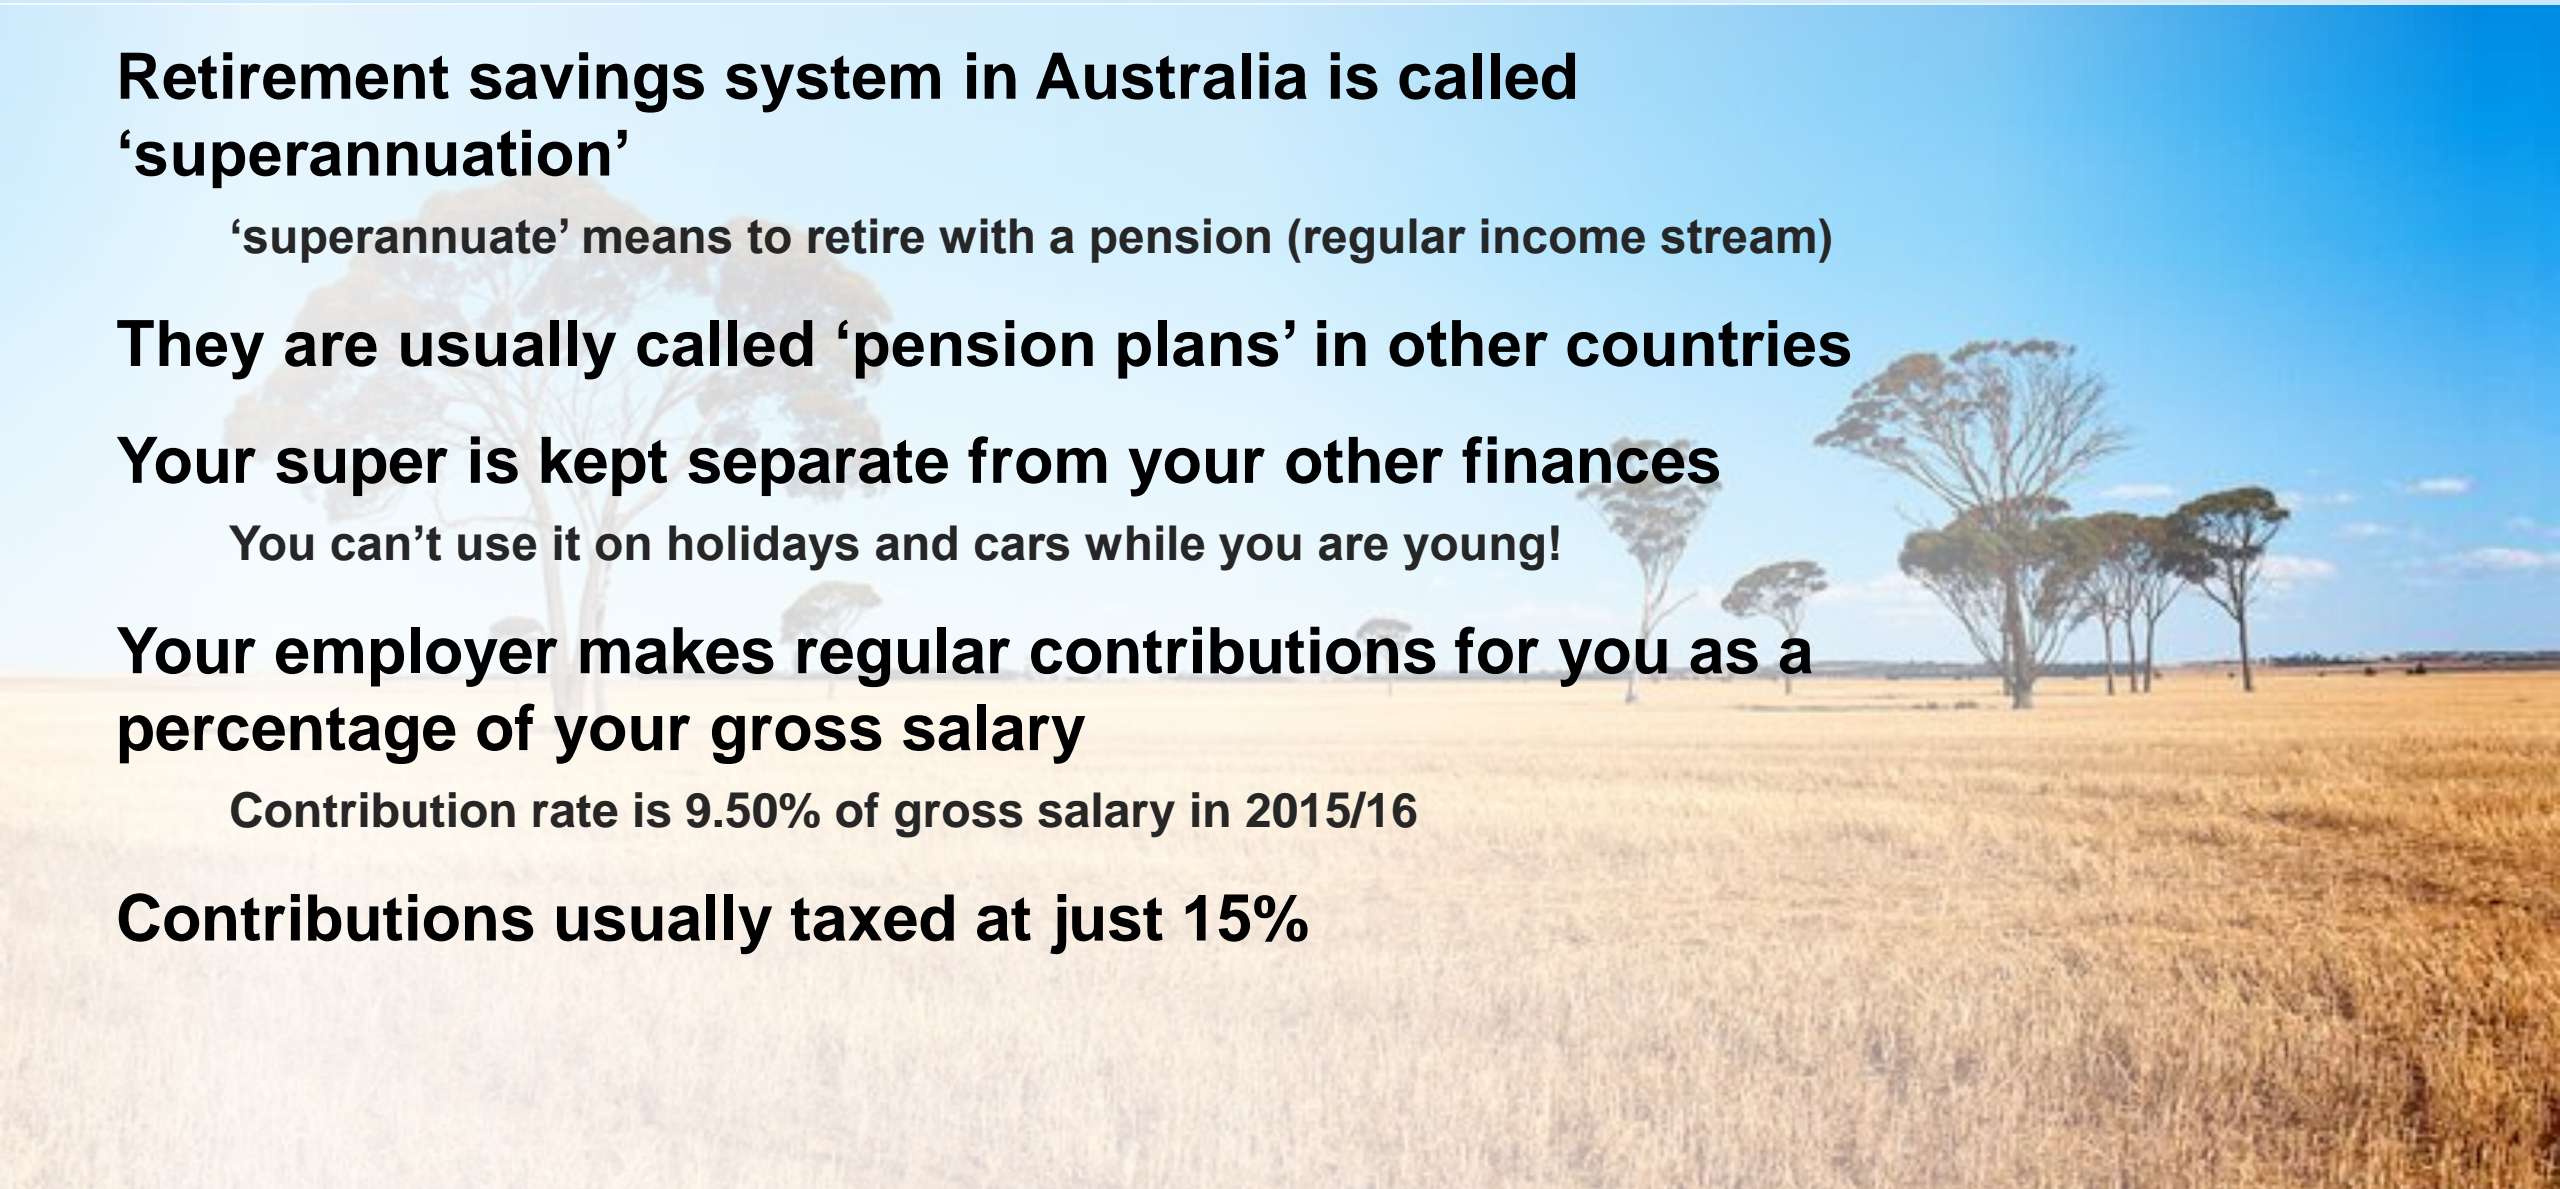 Retirement savings system in Australia is called
‘superannuation’
‘superannuate’ means to retire with a pension (regular income stream)
They are usually called ‘pension plans’ in other countries
Your super is kept separate from your other finances
You can’t use it on holidays and cars while you are young!
Your employer makes regular contributions for you as a
percentage of your gross salary
Contribution rate is 9.50% of gross salary in 2015/16
Contributions usually taxed at just 15%